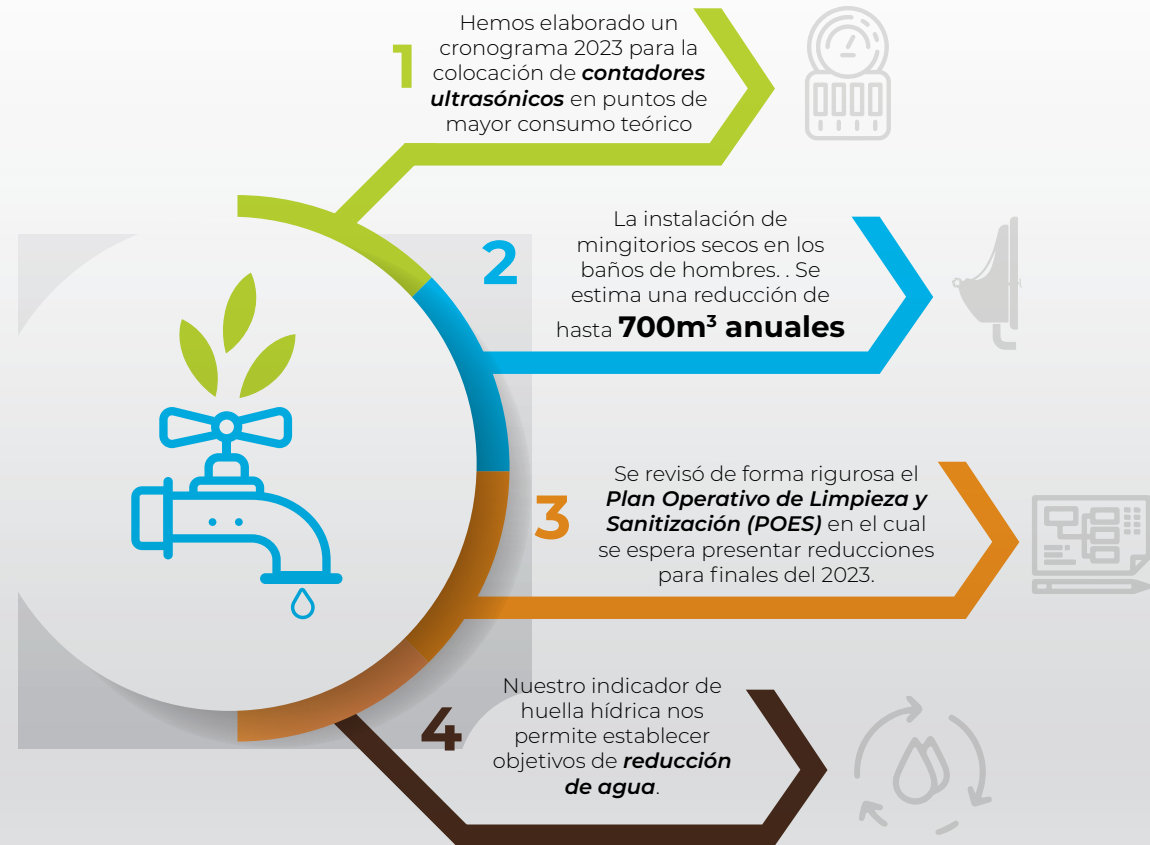 1
Hemos elaborado un
cronograma 2023 para la
colocación de contadores
ultrasónicos en puntos de
mayor consumo teórico
2
La instalación de
mingitorios secos en los
baños de hombres. . Se
estima una reducción de
hasta 700m³ anuales
3
Se revisó de forma rigurosa el
Plan Operativo de Limpieza y
Sanitización (POES) en el cual
se espera presentar reducciones
para finales del 2023.
4
Nuestro indicador de
huella hídrica nos
permite establecer
objetivos de reducción
de agua.